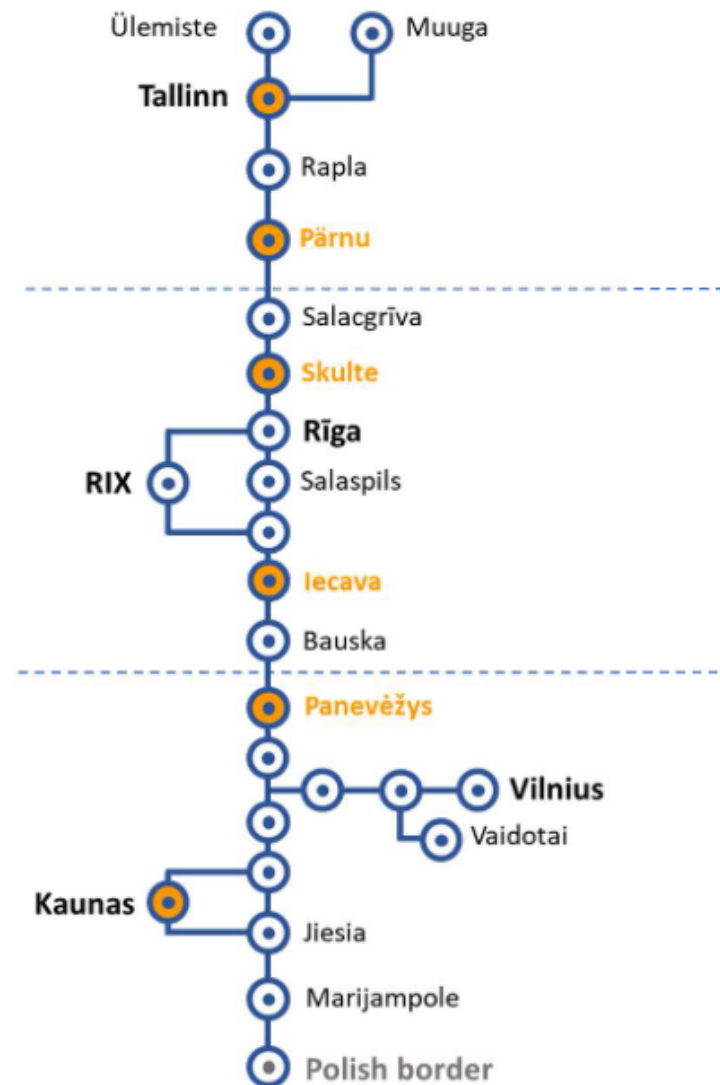 Ülemiste
Muuga
Tallinn
Rapla
Pärnu
Salacgrīva
Skulte
Rīga
RIX
Salaspils
Iecava
Bauska
Panevėžys
Vilnius
Vaidotai
Kaunas
Jiesia
Marijampole
Polish border